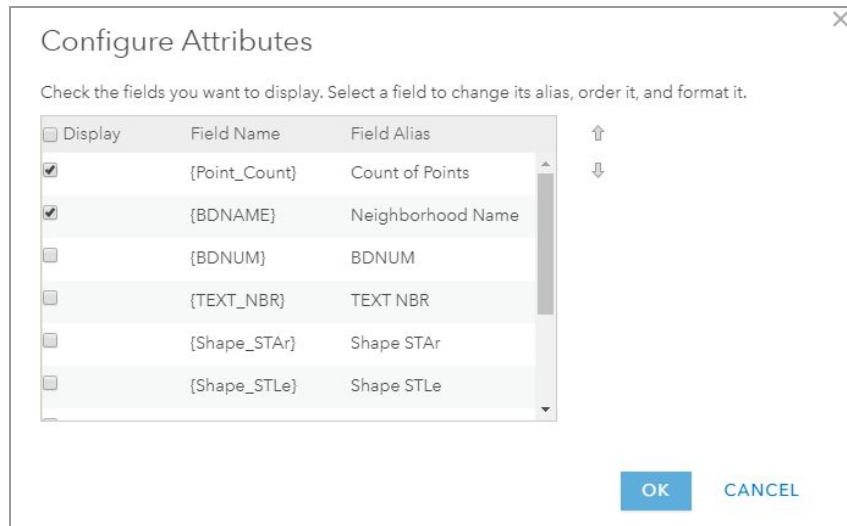 Configure Attributes
Check the fields you want to display. Select a field to change its alias, order it, and format it.
Display Field Name Field Alias
{Point_Count} Count of Points
{BDNAME} Neighborhood Name
{BDNUM} BDNUM
{TEXT_NBR} TEXT NBR
{Shape_STAr} Shape STAr
{Shape_STLe} Shape STLe
OK CANCEL